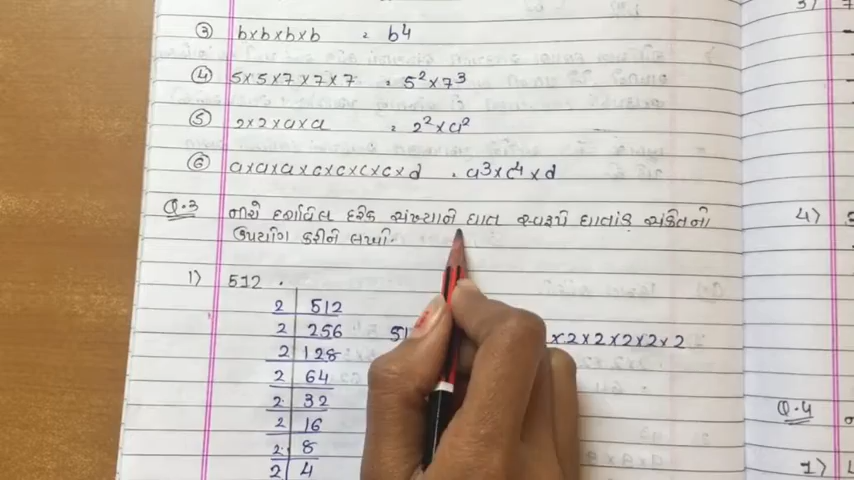 ③ b×b×b×b = b⁴
④ 5×5×7×7×7 = 5²×7³
⑤ 2×2×a×a = 2²×a²
⑥ a×a×a×c×c×c×c×d = a³×c⁴×d
Q.3 નીચે દર્શાવેલ દરેક સંખ્યાને ઘાત સ્વરૂપે ઘાતાંક સંકેતનો
ઉપયોગ કરીને લખો.
1) 512
2 512
2 256
2 128
2 64
2 32
2 16
2 8
2 4
×2×2×2×2×2
3)
4)
Q.4
1)